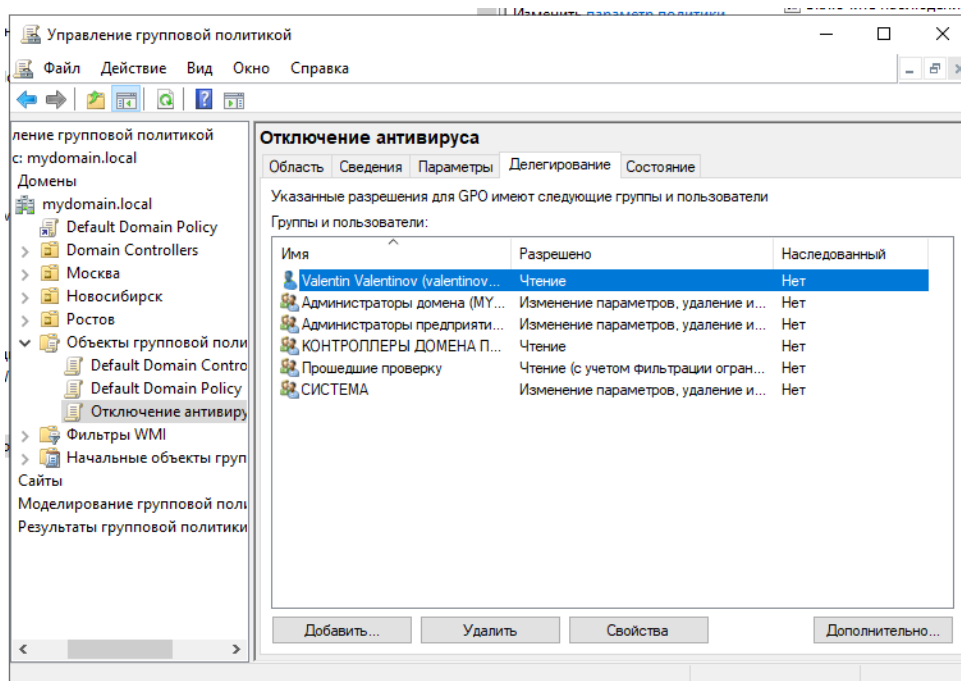 Изменить параметр политики
Управление групповой политикой
Файл Действие Вид Окно Справка
ление групповой политикой
с: mydomain.local
Домены
mydomain.local
Default Domain Policy
Domain Controllers
Москва
Новосибирск
Ростов
Объекты групповой поли
Default Domain Contro
Default Domain Policy
Отключение антивиру
Фильтры WMI
Начальные объекты груп
Сайты
Моделирование групповой поль
Результаты групповой политики
Отключение антивируса
Область Сведения Параметры Делегирование Состояние
Указанные разрешения для GPO имеют следующие группы и пользователи
Группы и пользователи:
Имя Разрешено Наследованный
Valentin Valentinov (valentinov... Чтение Нет
Администраторы домена (MY... Изменение параметров, удаление и... Нет
Администраторы предприяти... Изменение параметров, удаление и... Нет
КОНТРОЛЛЕРЫ ДОМЕНА П... Чтение Нет
Прошедшие проверку Чтение (с учетом фильтрации огран... Нет
СИСТЕМА Изменение параметров, удаление и... Нет
Добавить... Удалить Свойства Дополнительно...